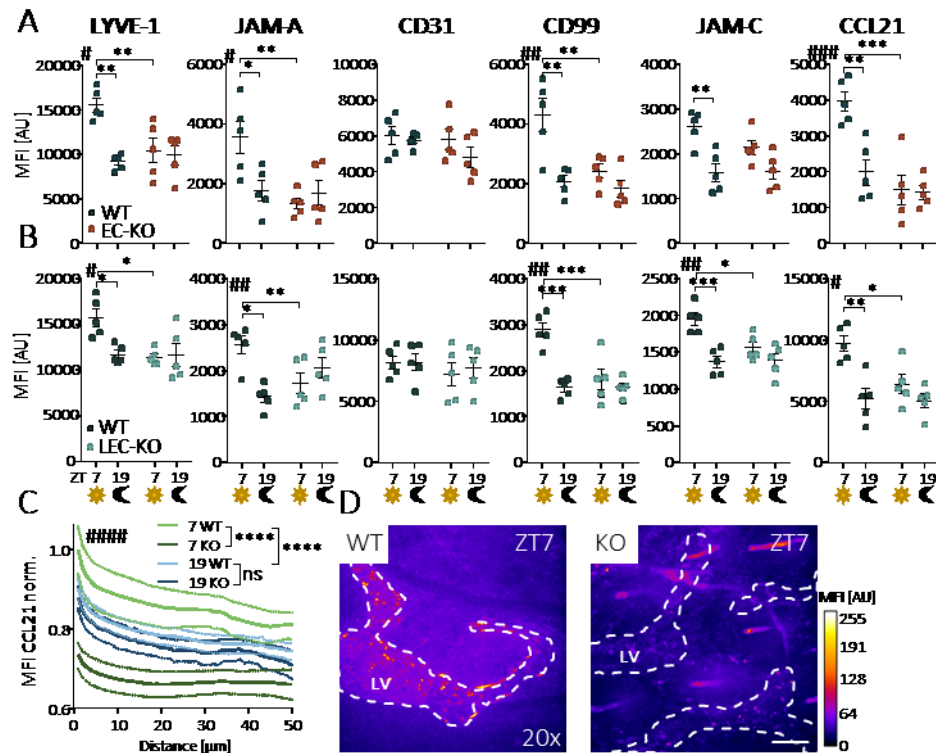 A
LYVE-1 JAM-A CD31 CD99 JAM-C CCL21
MFI [AU]
20000 15000 10000 5000 0
# ** **
WT
EC-KO
6000 4000 2000 0
# ** *
10000 8000 6000 4000 2000 0
6000 4000 2000 0
## ** **
4000 3000 2000 1000 0
**
5000 4000 3000 2000 1000 0
### *** **
B
MFI [AU]
20000 15000 10000 5000 0
# * *
WT
LEC-KO
4000 3000 2000 1000 0
## ** *
15000 10000 5000 0
4000 3000 2000 1000 0
## *** ***
2500 2000 1500 1000 500 0
## * ***
15000 10000 5000 0
# * **
ZT 7 19 7 19 7 19 7 19 7 19 7 19 7 19 7 19 7 19 7 19 7 19 7 19
C
MFI CCL21 norm.
1.0 0.8 0.6
####
7 WT
7 KO
19 WT
19 KO
**** **** ns
0 10 20 30 40 50
Distance [µm]
D
WT ZT7
LV
20x
KO ZT7
LV
MFI [AU]
255
191
128
64
0